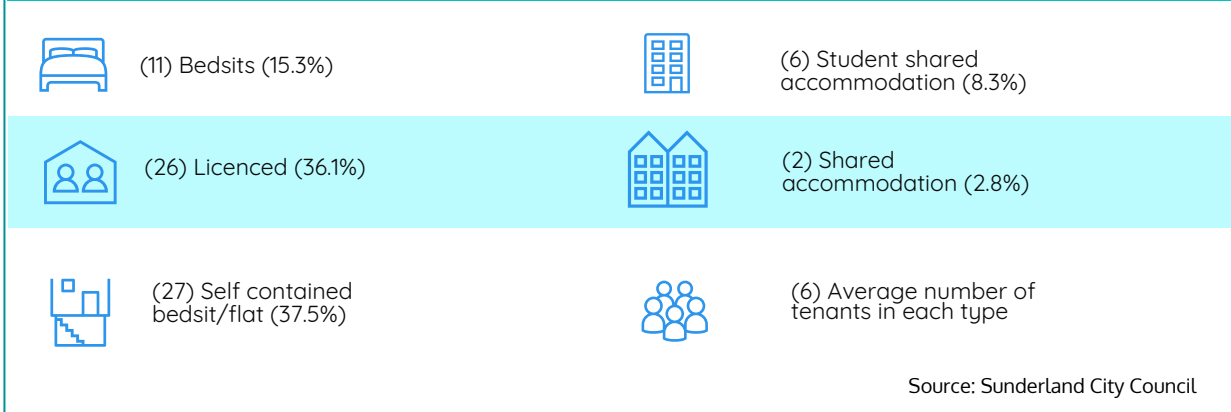 (11) Bedsits (15.3%)
(6) Student shared
accommodation (8.3%)
(26) Licenced (36.1%)
(2) Shared
accommodation (2.8%)
(27) Self contained
bedsit/flat (37.5%)
(6) Average number of
tenants in each type
Source: Sunderland City Council